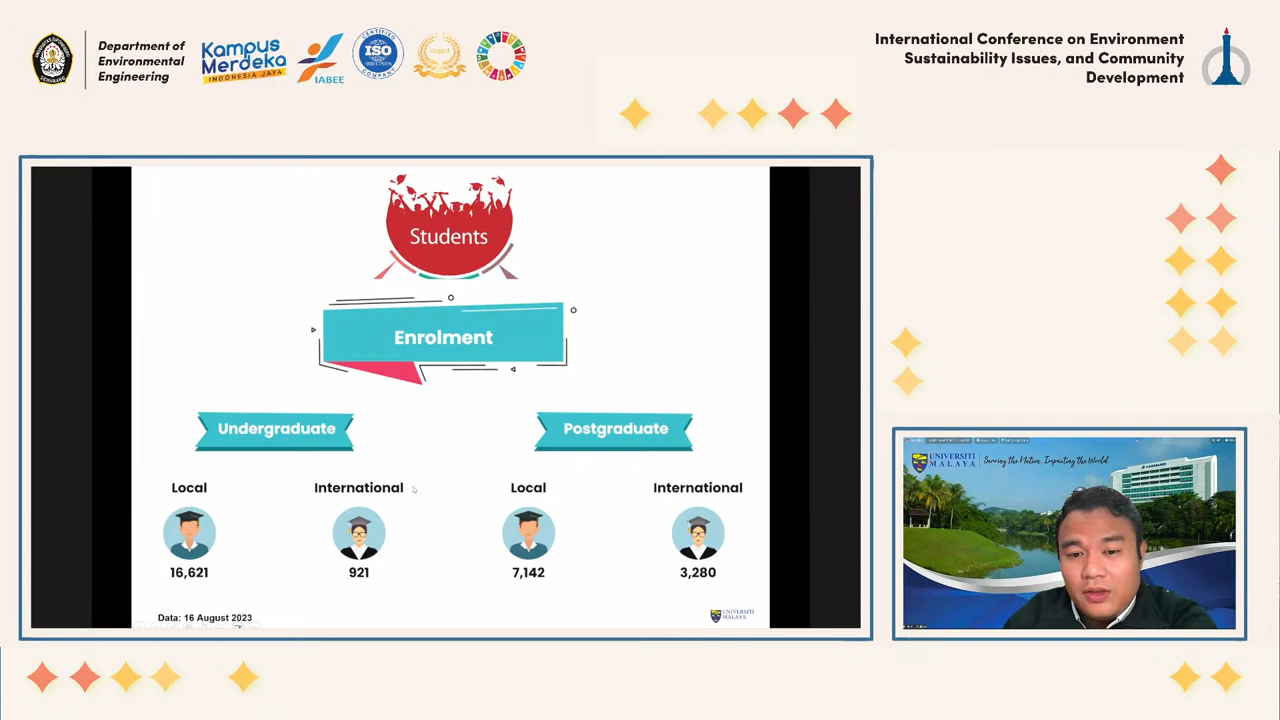 Department of
Environmental
Engineering
Kampus
Merdeka
INDONESIA JAYA
IABEE
CERTIFIED
ISO
COMPANY
International Conference on Environment
Sustainability Issues, and Community
Development
Students
Enrolment
Undergraduate
Postgraduate
Local
International
Local
International
16,621
921
7,142
3,280
Data: 16 August 2023
UNIVERSITI
MALAYA
UNIVERSITI
MALAYA
Serving the Nation. Impacting the World.